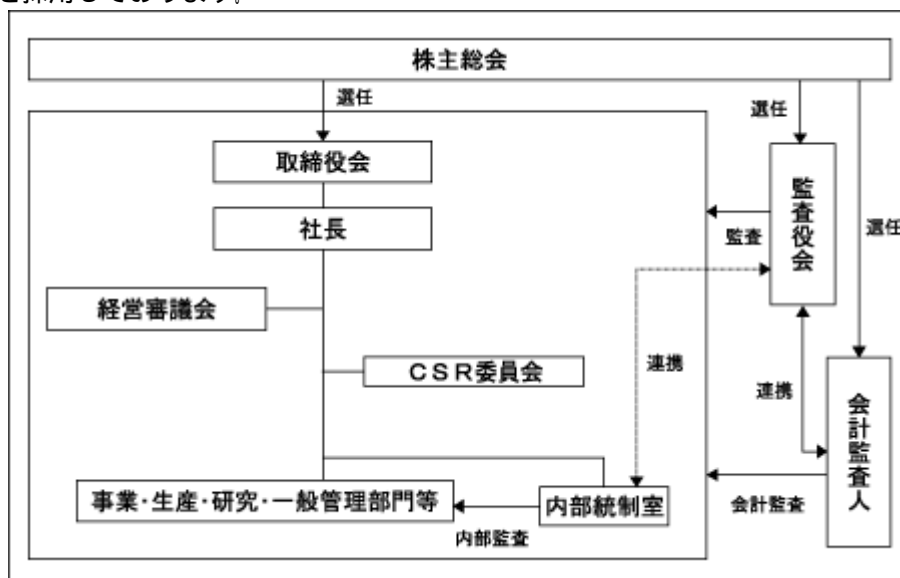 を採用しております。
株主総会
選任
選任
取締役会
監査役会
選任
社長
監査
経営審議会
CSR委員会
連携
連携
会計監査人
事業・生産・研究・一般管理部門等
内部統制室
会計監査
内部監査